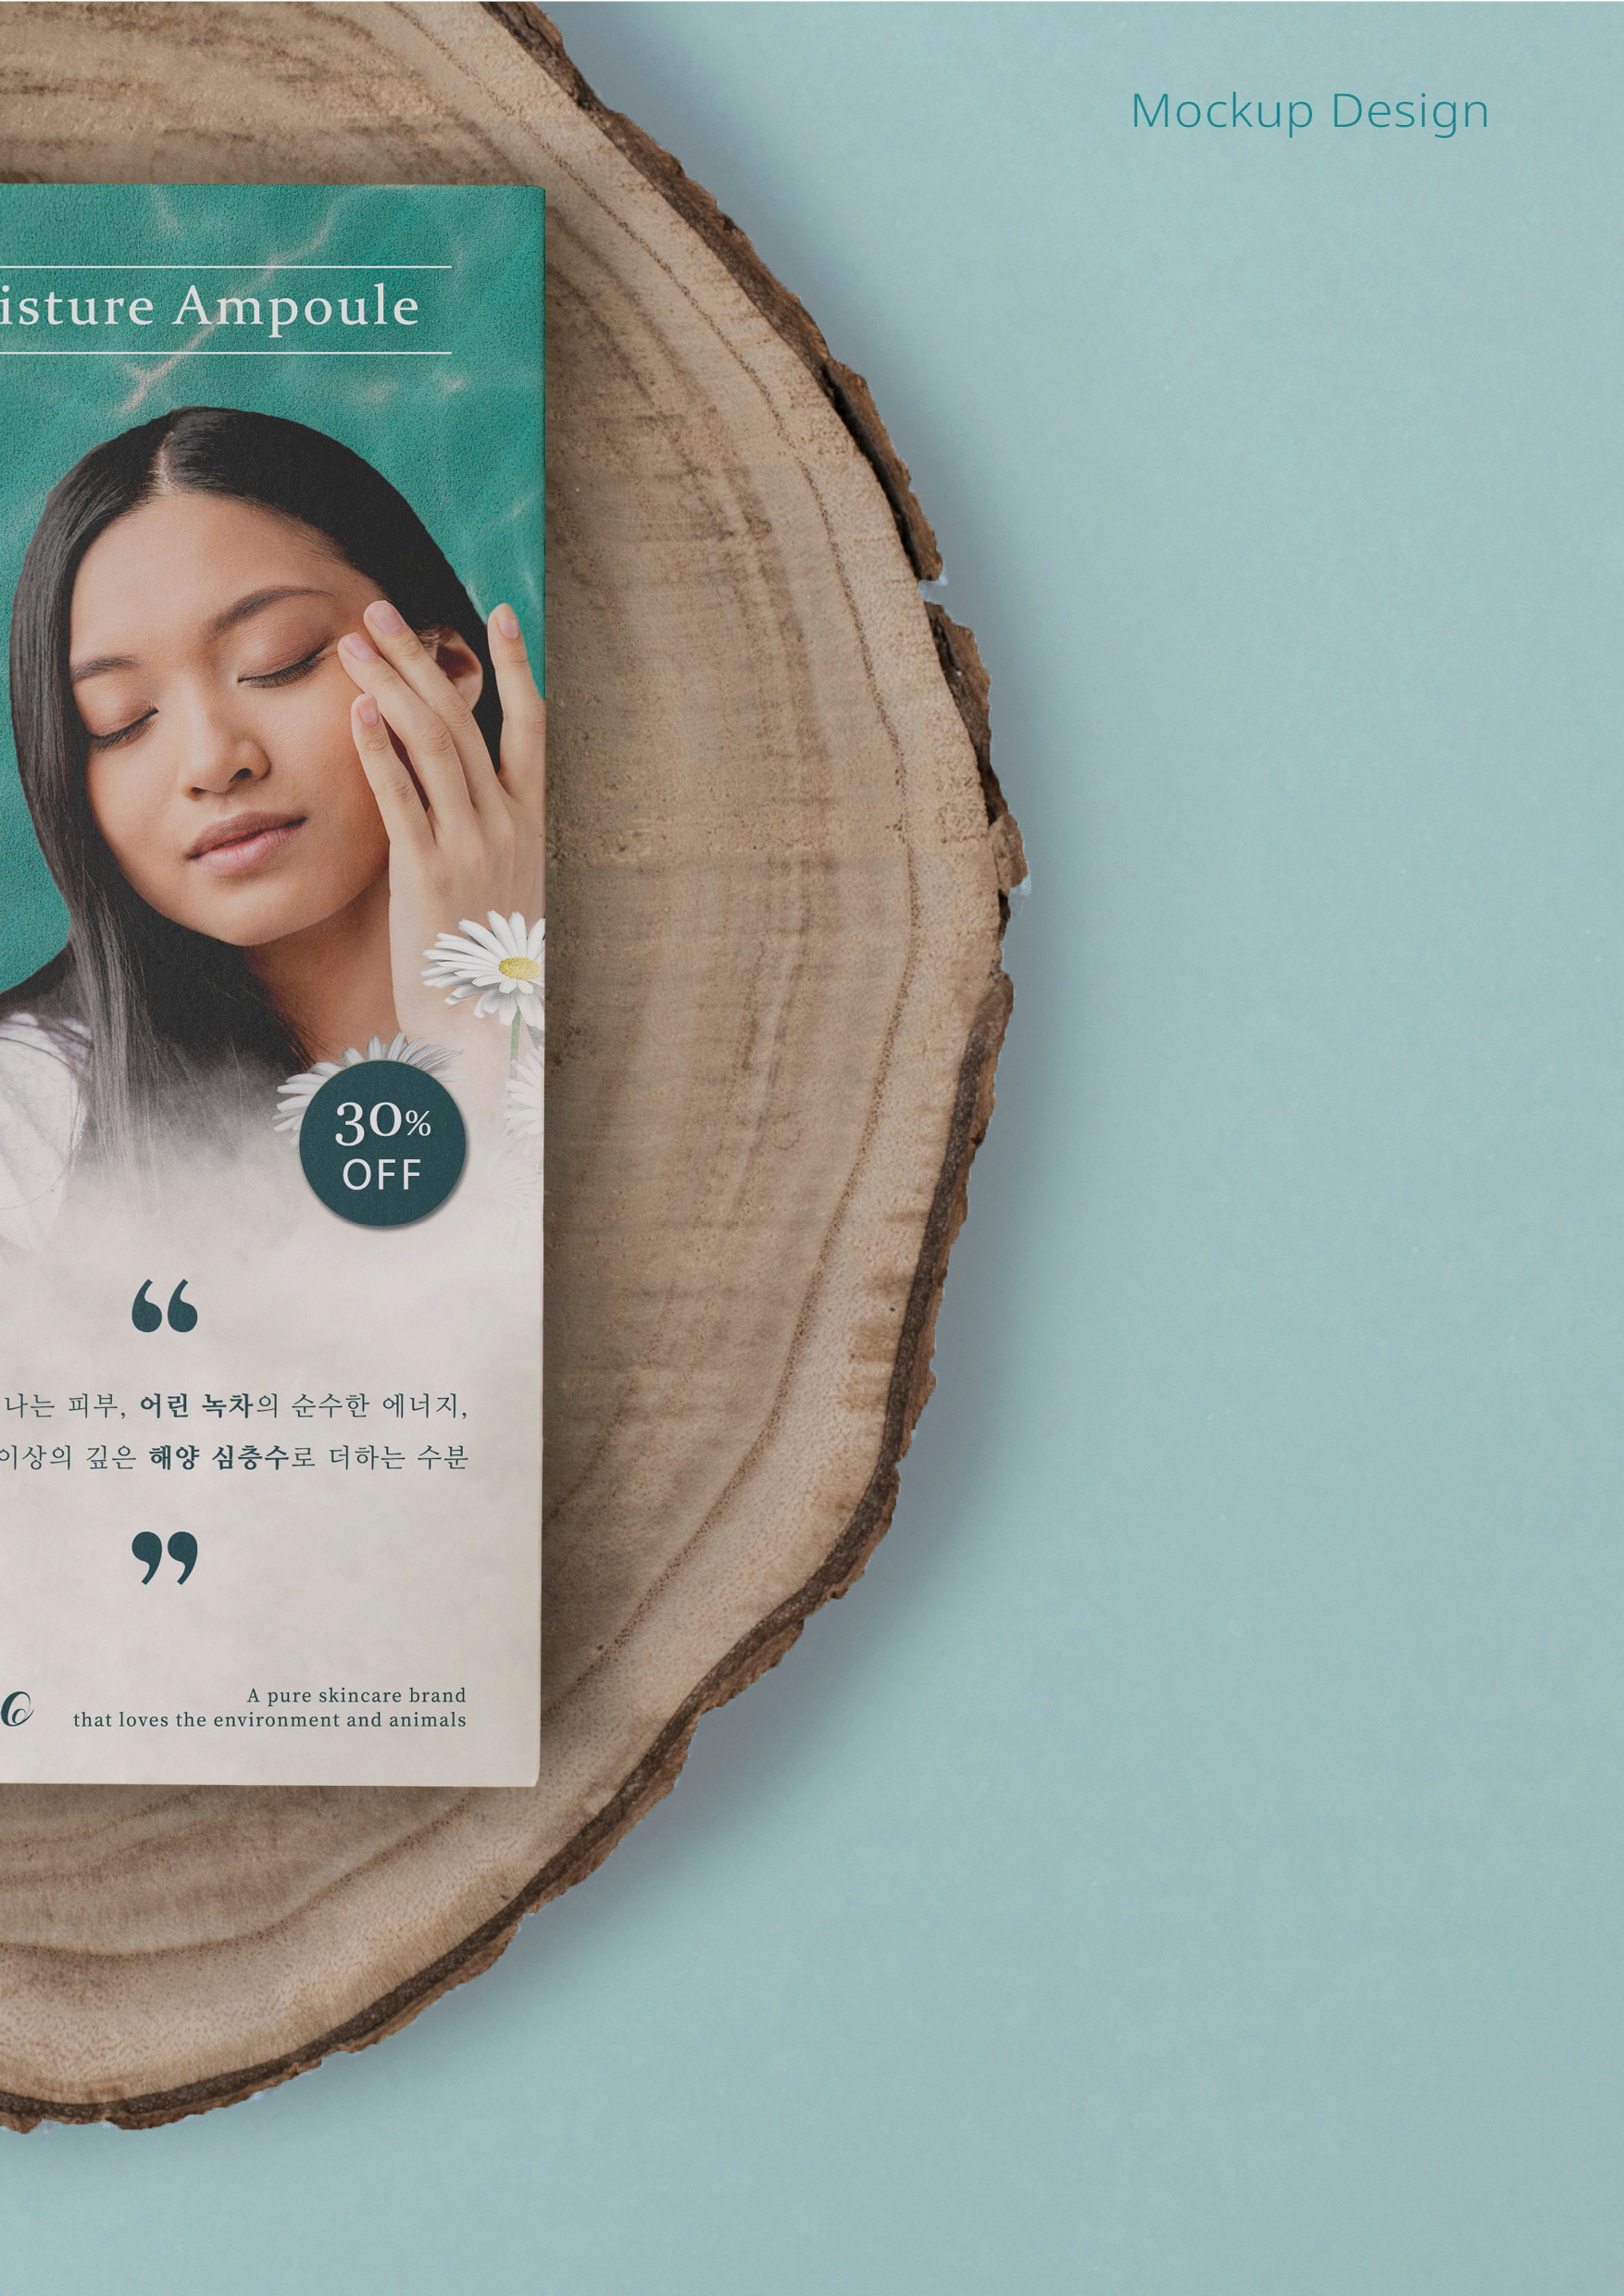 Mockup Design
isture Ampoule
30%
OFF
“
나는 피부, 어린 녹차의 순수한 에너지,
이상의 깊은 해양 심층수로 더하는 수분
”
A pure skincare brand
that loves the environment and animals